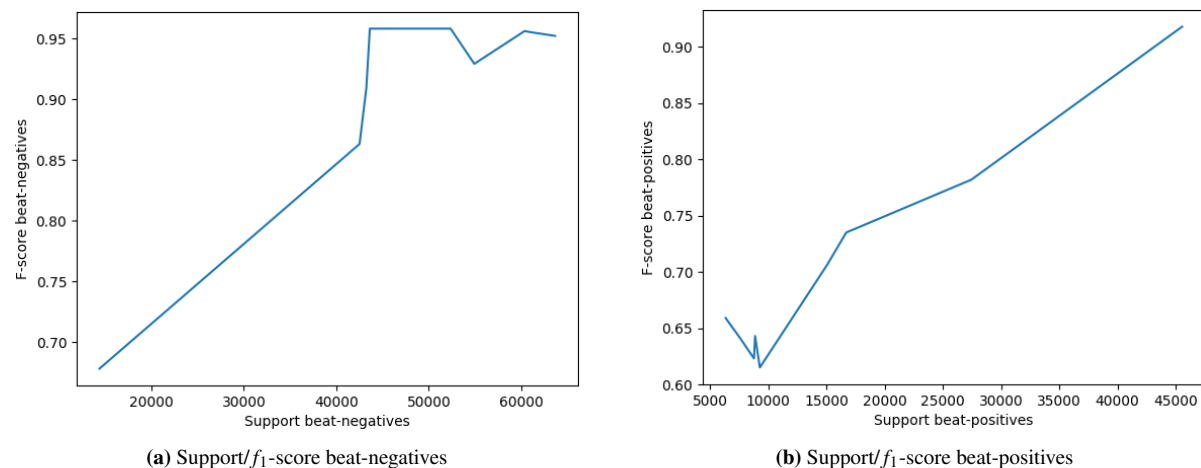 0.95
0.90
0.85
0.80
0.75
0.70
F-score beat-negatives
20000 30000 40000 50000 60000
Support beat-negatives
(a) Support/f1-score beat-negatives
0.90
0.85
0.80
0.75
0.70
0.65
0.60
F-score beat-positives
5000 10000 15000 20000 25000 30000 35000 40000 45000
Support beat-positives
(b) Support/f1-score beat-positives